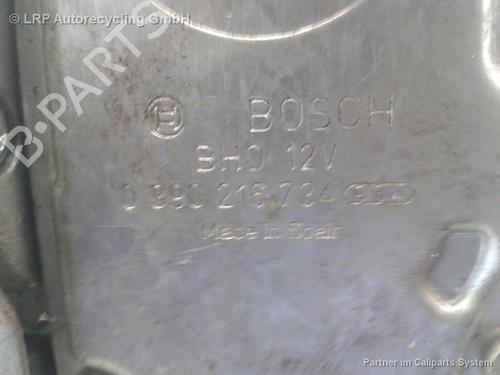 LRP Autorecycling GmbH
B-PARTS
BOSCH
BHO 12V
0 390 216 734
Made in Spain
Partner im Callparts System